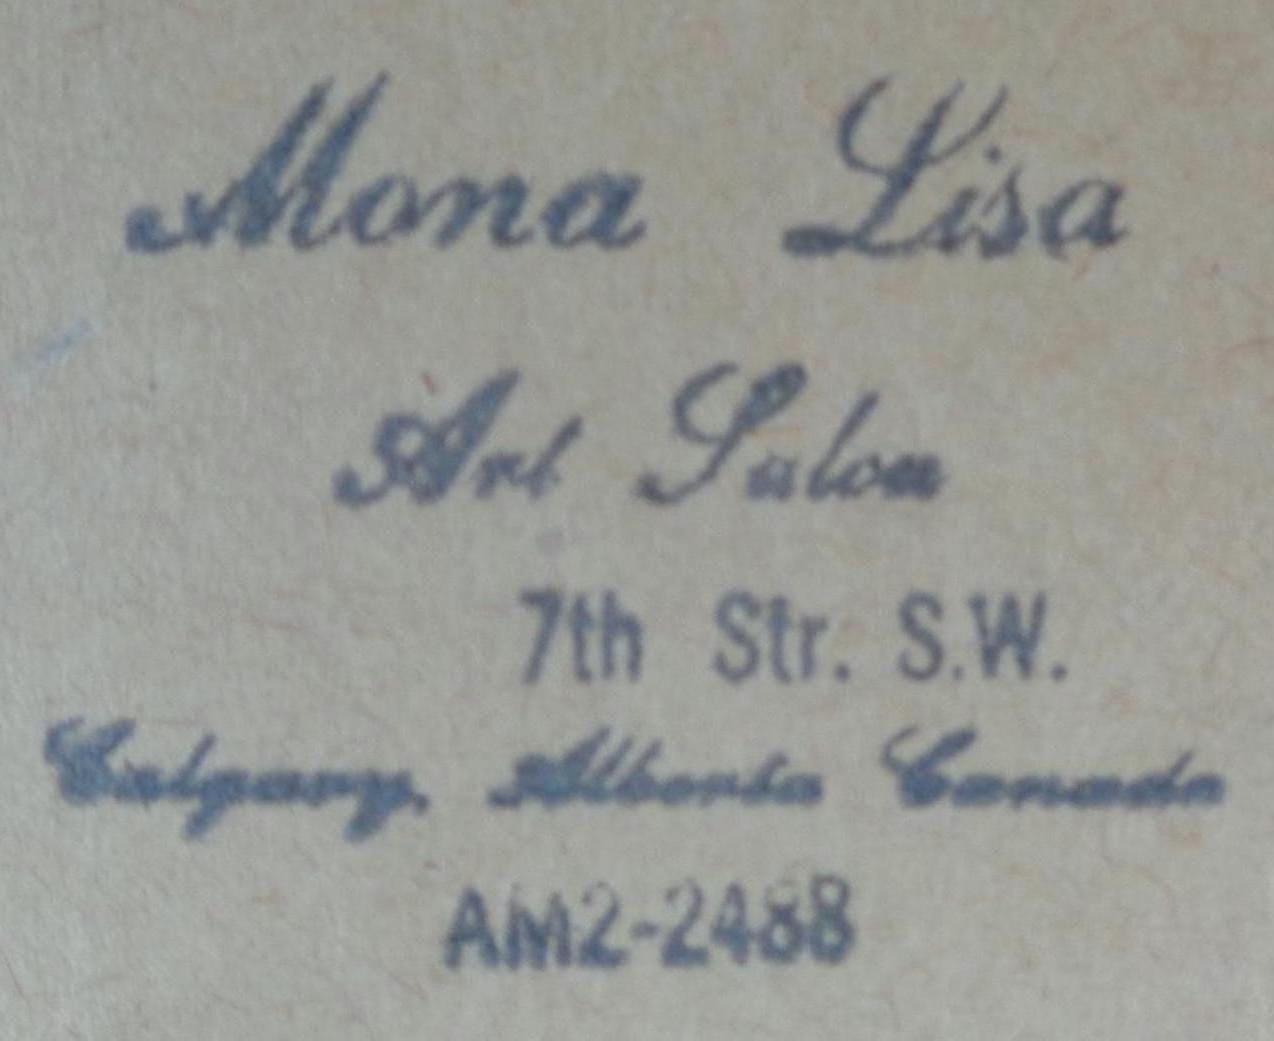 Mona Lisa
Art Salon
7th Str. S.W.
Calgary, Alberta Canada
AM2-2488